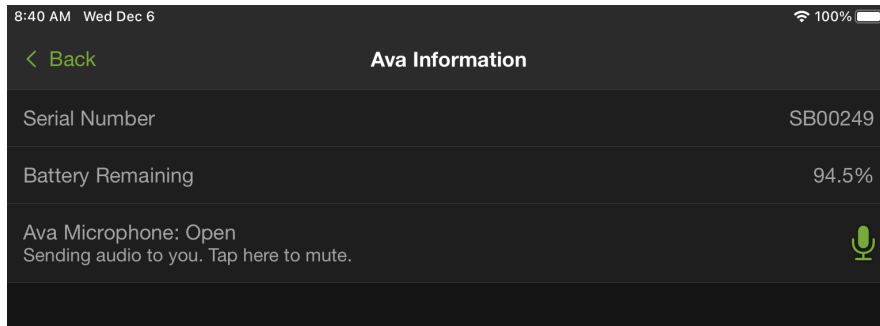 8:40 AM Wed Dec 6 100%
Back Ava Information
Serial Number SB00249
Battery Remaining 94.5%
Ava Microphone: Open
Sending audio to you. Tap here to mute.